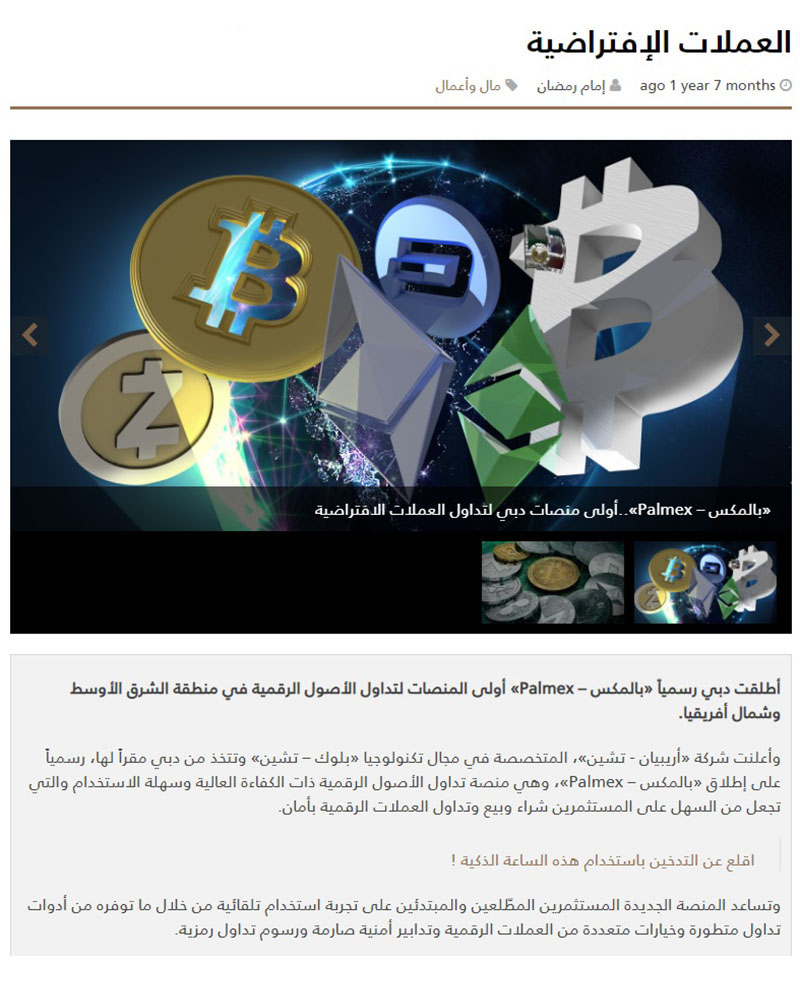 العملات الإفتراضية
ago 1 year 7 months إمام رمضان مال وأعمال
«بالمكس – Palmex»..أولى منصات دبي لتداول العملات الافتراضية
أطلقت دبي رسمياً «بالمكس – Palmex» أولى المنصات لتداول الأصول الرقمية في منطقة الشرق الأوسط
وشمال أفريقيا.
وأعلنت شركة «أريبيان - تشين»، المتخصصة في مجال تكنولوجيا «بلوك – تشين» وتتخذ من دبي مقراً لها، رسمياً
على إطلاق «بالمكس – Palmex»، وهي منصة تداول الأصول الرقمية ذات الكفاءة العالية وسهلة الاستخدام والتي
تجعل من السهل على المستثمرين شراء وبيع وتداول العملات الرقمية بأمان.
اقلع عن التدخين باستخدام هذه الساعة الذكية !
وتساعد المنصة الجديدة المستثمرين المطّلعين والمبتدئين على تجربة استخدام تلقائية من خلال ما توفره من أدوات
تداول متطورة وخيارات متعددة من العملات الرقمية وتدابير أمنية صارمة ورسوم تداول رمزية.